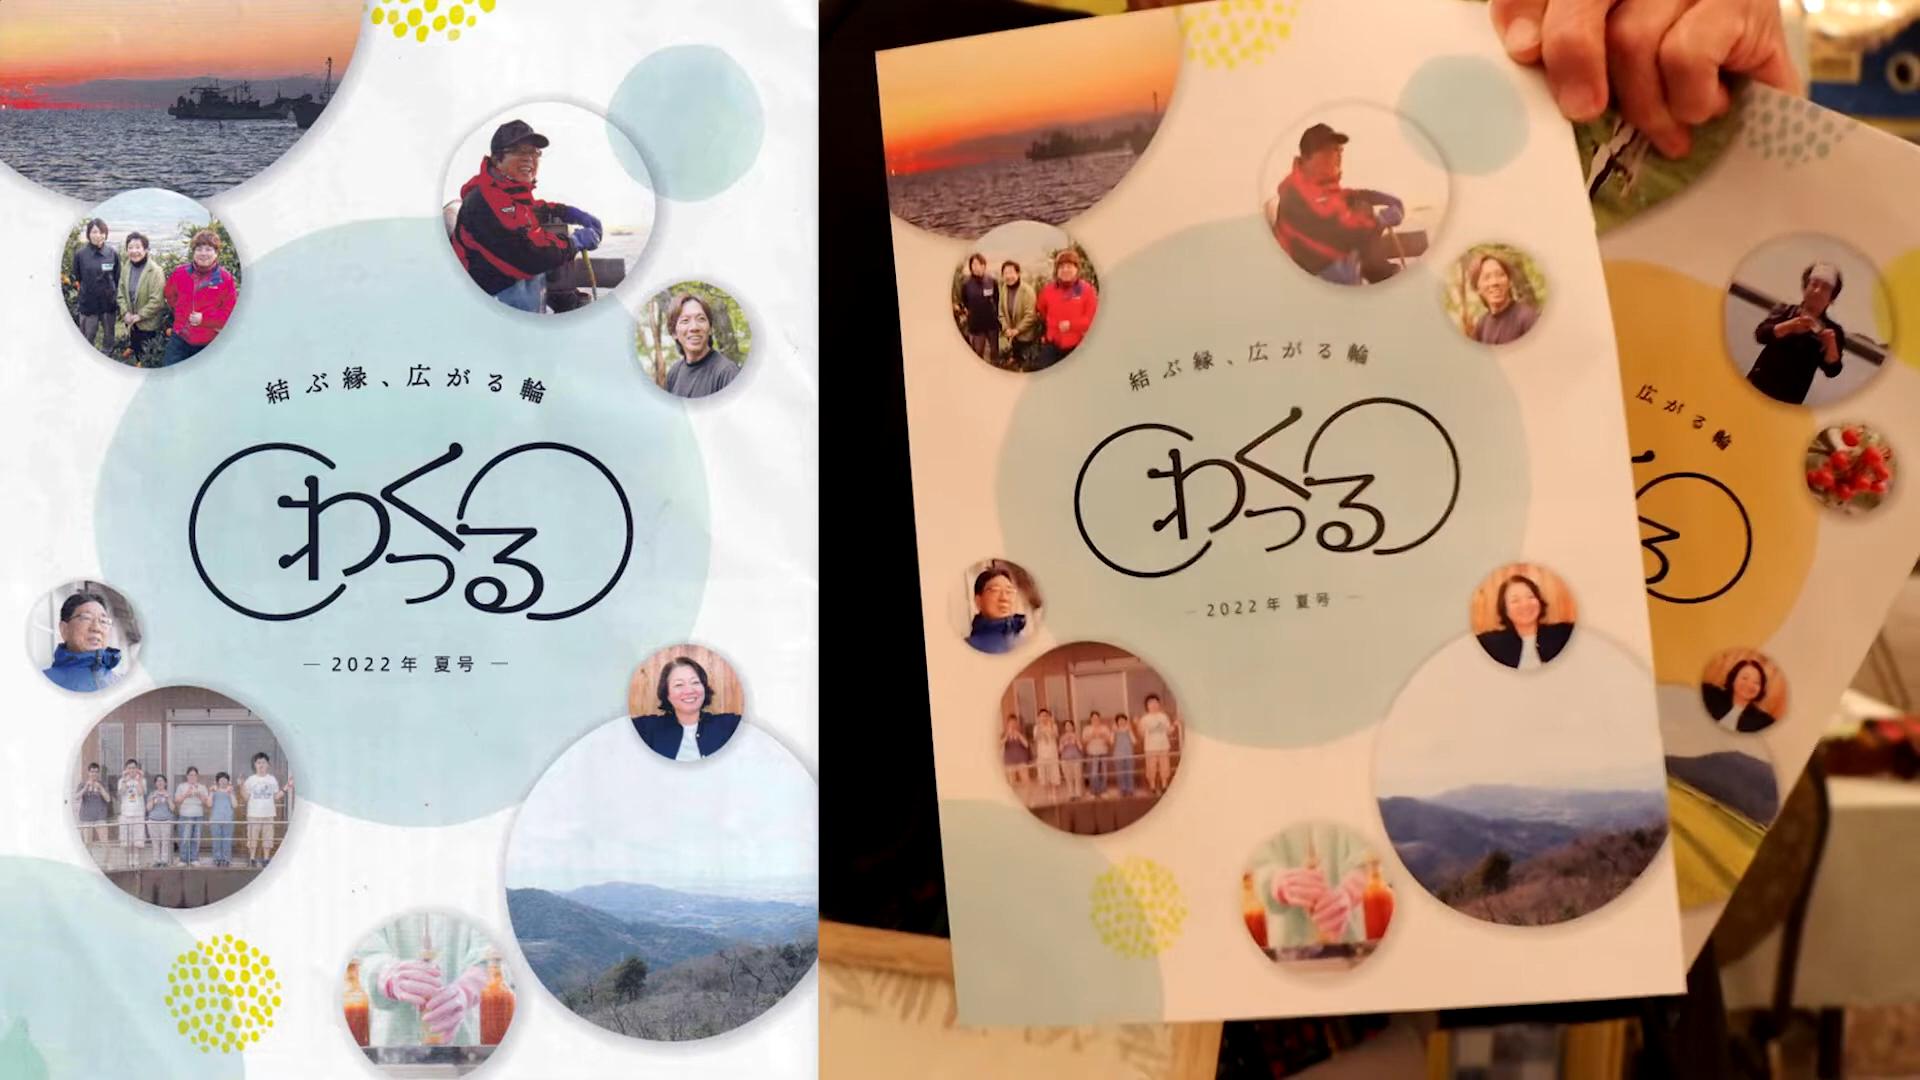 結ぶ縁、広がる輪
わくつる
— 2022年 夏号 —
結ぶ縁、広がる輪
わくつる
— 2022年 夏号 —
広がる輪
る